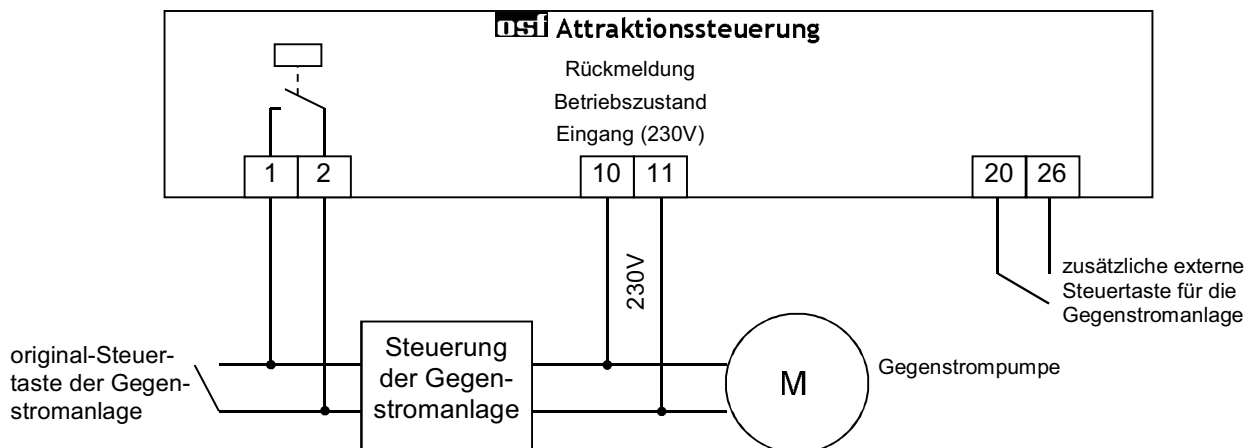 osf Attraktionssteuerung
Rückmeldung
Betriebszustand
Eingang (230V)
1 2
10 11
20 26
230V
zusätzliche externe
Steuertaste für die
Gegenstromanlage
original-Steuer-
taste der Gegen-
stromanlage
Steuerung
der Gegen-
stromanlage
M
Gegenstrompumpe